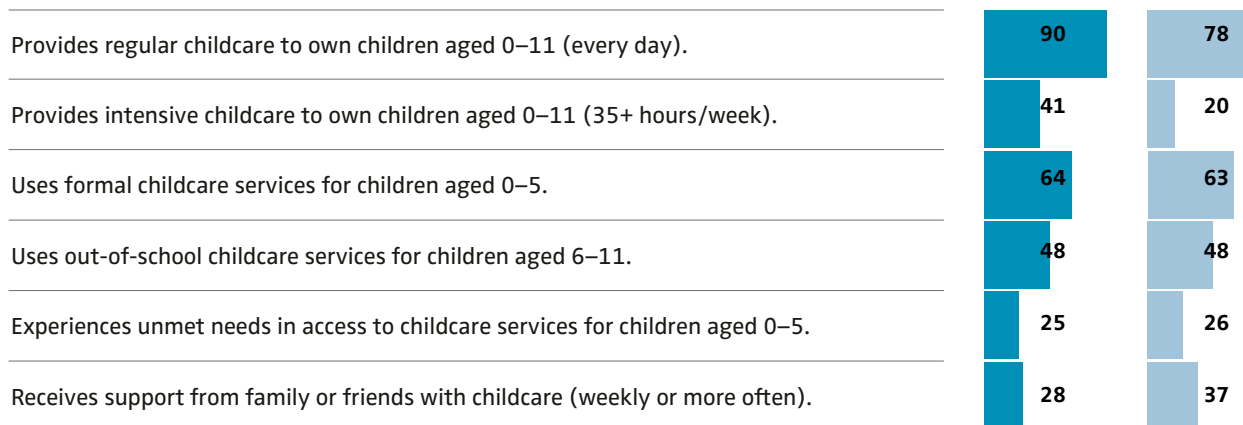 Provides regular childcare to own children aged 0–11 (every day). 90 78
Provides intensive childcare to own children aged 0–11 (35+ hours/week). 41 20
Uses formal childcare services for children aged 0–5. 64 63
Uses out-of-school childcare services for children aged 6–11. 48 48
Experiences unmet needs in access to childcare services for children aged 0–5. 25 26
Receives support from family or friends with childcare (weekly or more often). 28 37